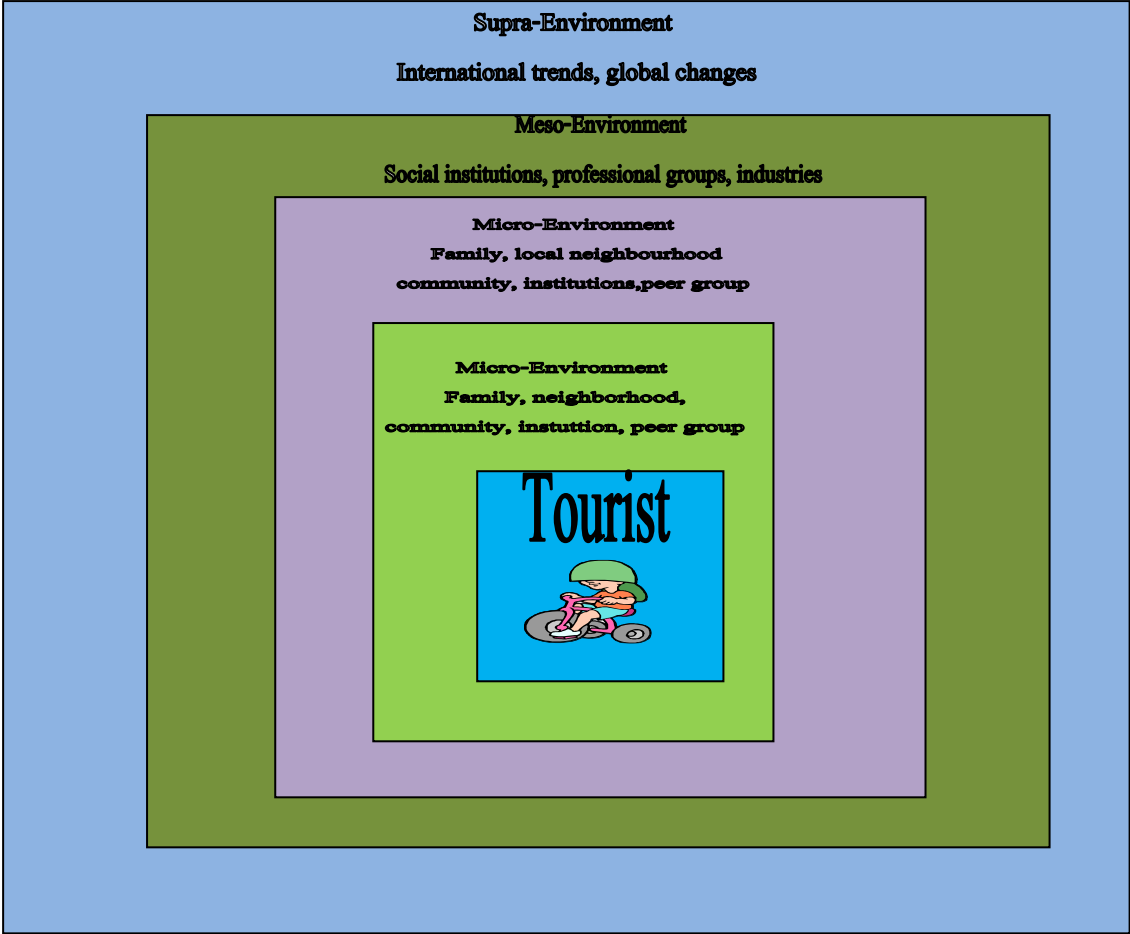 Supra-Environment
International trends, global changes
Meso-Environment
Social institutions, professional groups, industries
Micro-Environment
Family, local neighbourhood
community, institutions,peer group
Micro-Environment
Family, neighborhood,
community, instuttion, peer group
Tourist